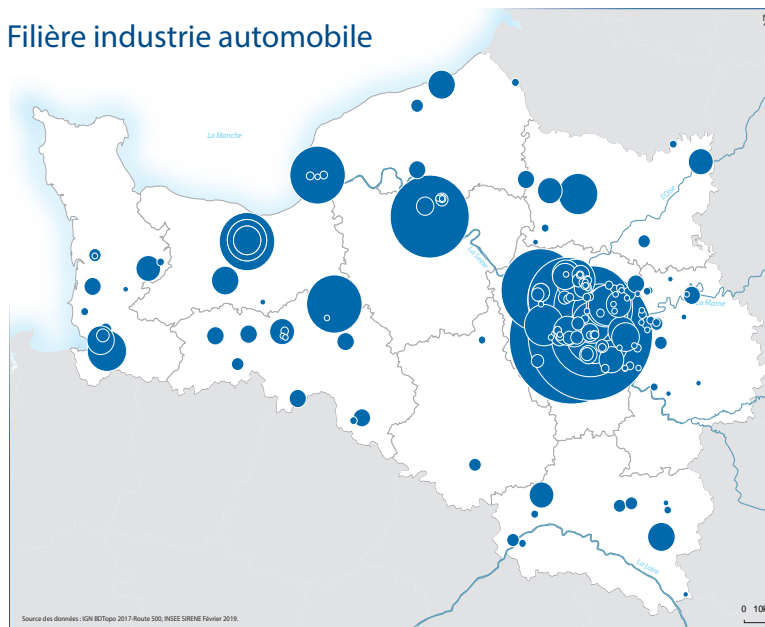 Filière industrie automobile
La Manche
L'Oise
La Seine
La Marne
La Loire
0 10k
Source des données : IGN BDTopo 2017-Route 500, INSEE SIRENE Février 2019.